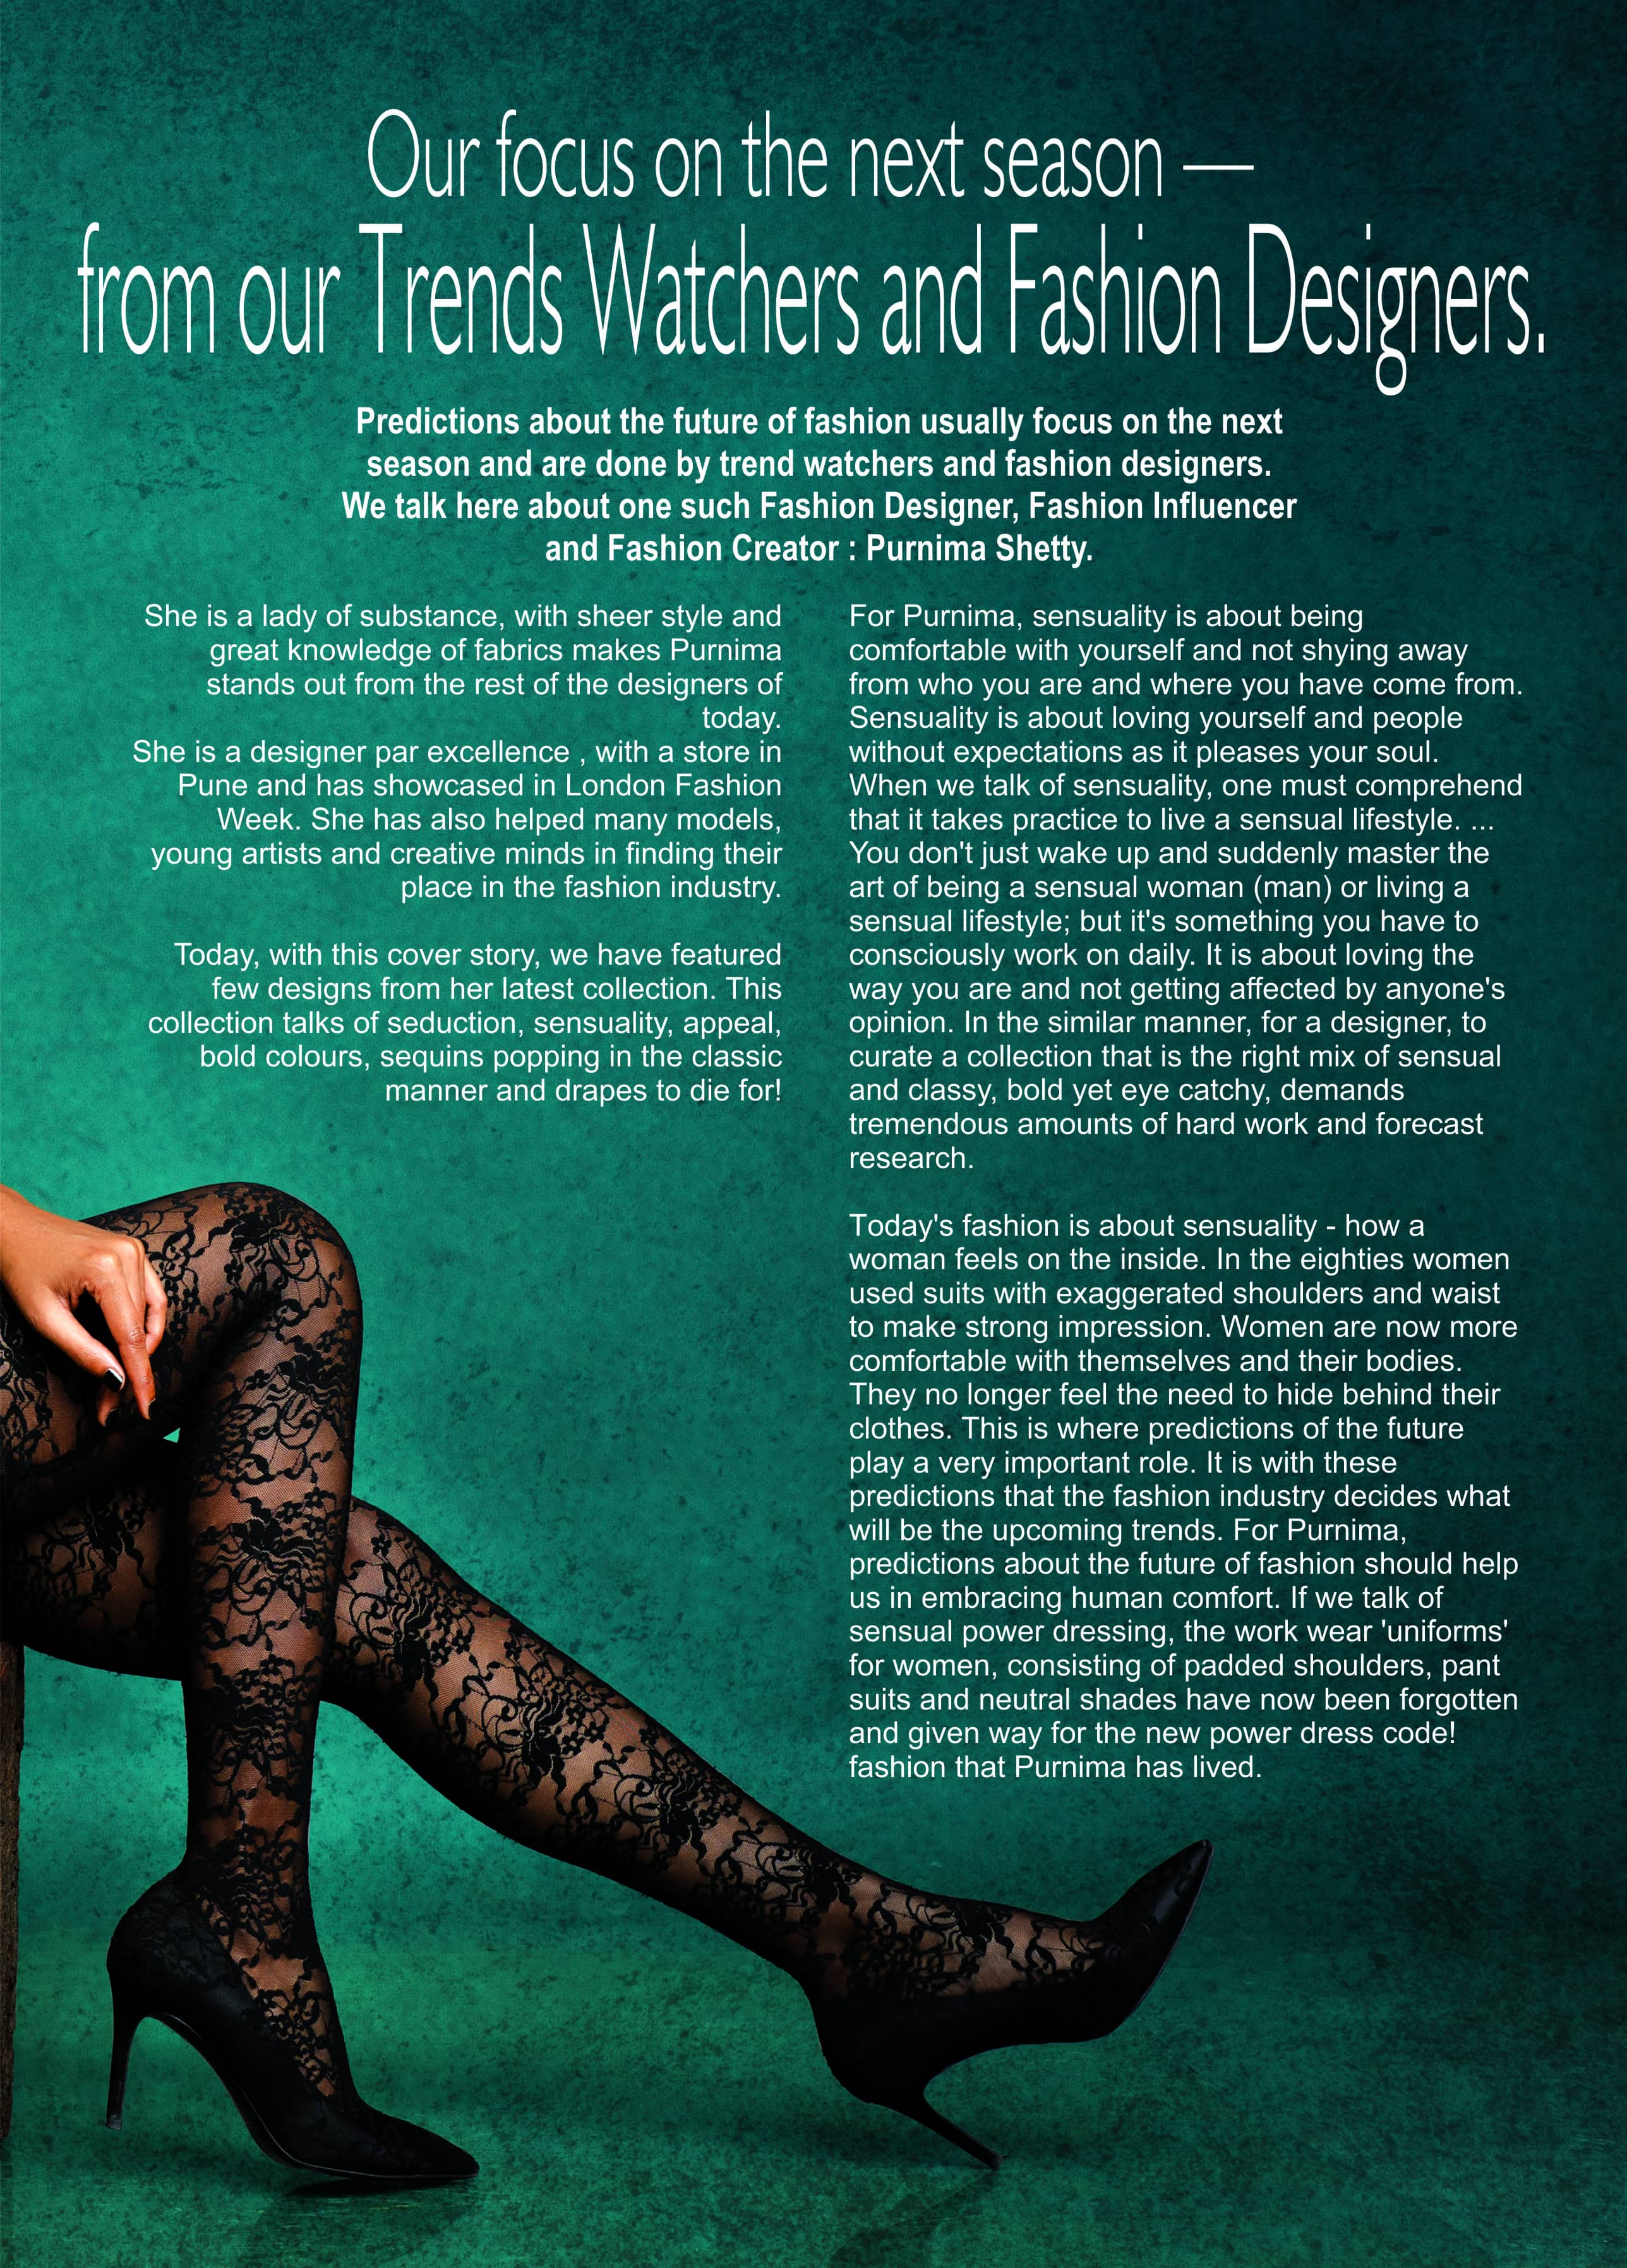 Our focus on the next season —
from our Trends Watchers and Fashion Designers.
Predictions about the future of fashion usually focus on the next
season and are done by trend watchers and fashion designers.
We talk here about one such Fashion Designer, Fashion Influencer
and Fashion Creator : Purnima Shetty.
She is a lady of substance, with sheer style and
great knowledge of fabrics makes Purnima
stands out from the rest of the designers of
today.
She is a designer par excellence , with a store in
Pune and has showcased in London Fashion
Week. She has also helped many models,
young artists and creative minds in finding their
place in the fashion industry.
Today, with this cover story, we have featured
few designs from her latest collection. This
collection talks of seduction, sensuality, appeal,
bold colours, sequins popping in the classic
manner and drapes to die for!
For Purnima, sensuality is about being
comfortable with yourself and not shying away
from who you are and where you have come from.
Sensuality is about loving yourself and people
without expectations as it pleases your soul.
When we talk of sensuality, one must comprehend
that it takes practice to live a sensual lifestyle. ...
You don't just wake up and suddenly master the
art of being a sensual woman (man) or living a
sensual lifestyle; but it's something you have to
consciously work on daily. It is about loving the
way you are and not getting affected by anyone's
opinion. In the similar manner, for a designer, to
curate a collection that is the right mix of sensual
and classy, bold yet eye catchy, demands
tremendous amounts of hard work and forecast
research.
Today's fashion is about sensuality - how a
woman feels on the inside. In the eighties women
used suits with exaggerated shoulders and waist
to make strong impression. Women are now more
comfortable with themselves and their bodies.
They no longer feel the need to hide behind their
clothes. This is where predictions of the future
play a very important role. It is with these
predictions that the fashion industry decides what
will be the upcoming trends. For Purnima,
predictions about the future of fashion should help
us in embracing human comfort. If we talk of
sensual power dressing, the work wear 'uniforms'
for women, consisting of padded shoulders, pant
suits and neutral shades have now been forgotten
and given way for the new power dress code!
fashion that Purnima has lived.